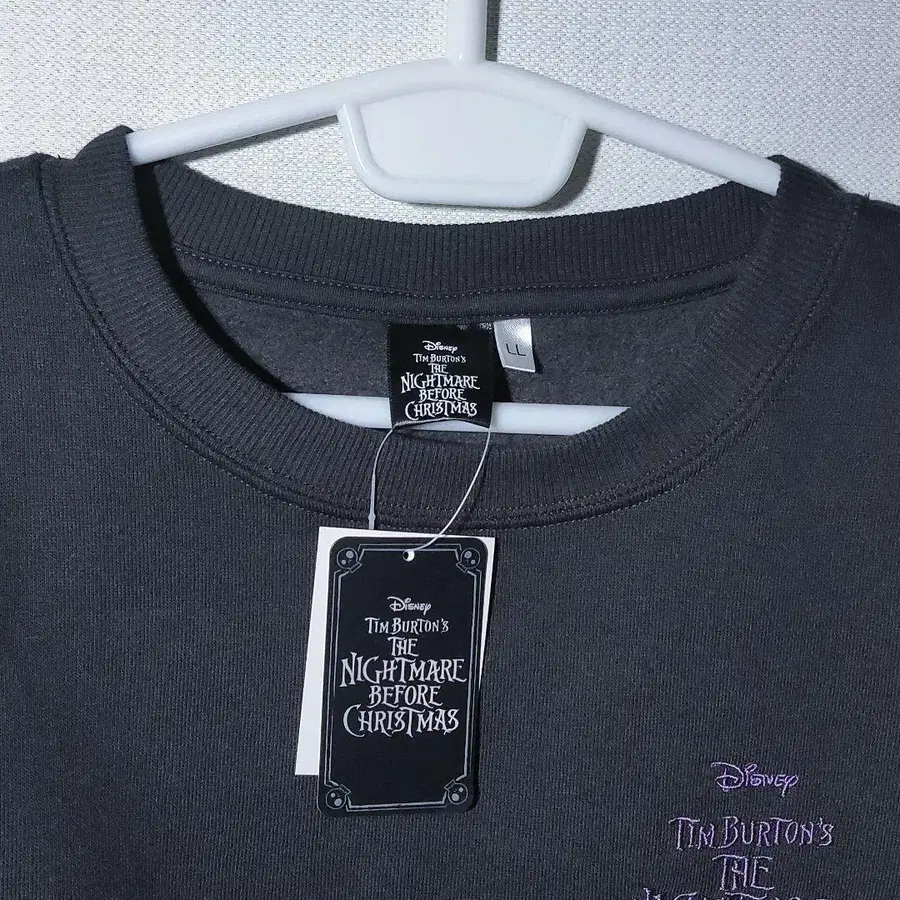 Disney
TIM BURTON'S
THE
NIGHTMARE
BEFORE
CHRISTMAS
LL
Disney
TIM BURTON'S
THE
NIGHTMARE
BEFORE
CHRISTMAS
Disney
TIM BURTON'S
THE